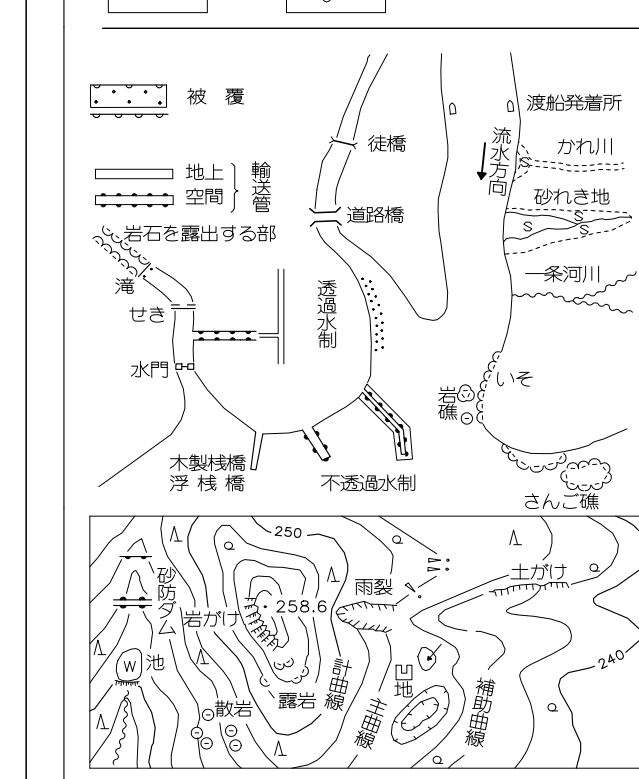 被覆
渡船発着所
流水方向
かれ川
徒橋
地上
空間
輸送管
砂れき地
S
S
S
S
道路橋
岩石を露出する部
一条河川
滝
せき
透過水制
水門
いそ
岩礁
木製桟橋
浮桟橋
不透過水制
さんご礁
250
砂防ダム
雨裂
土がけ
岩がけ
258.6
池
W
計曲線
凹地
240
散岩
露岩
主曲線
補助曲線